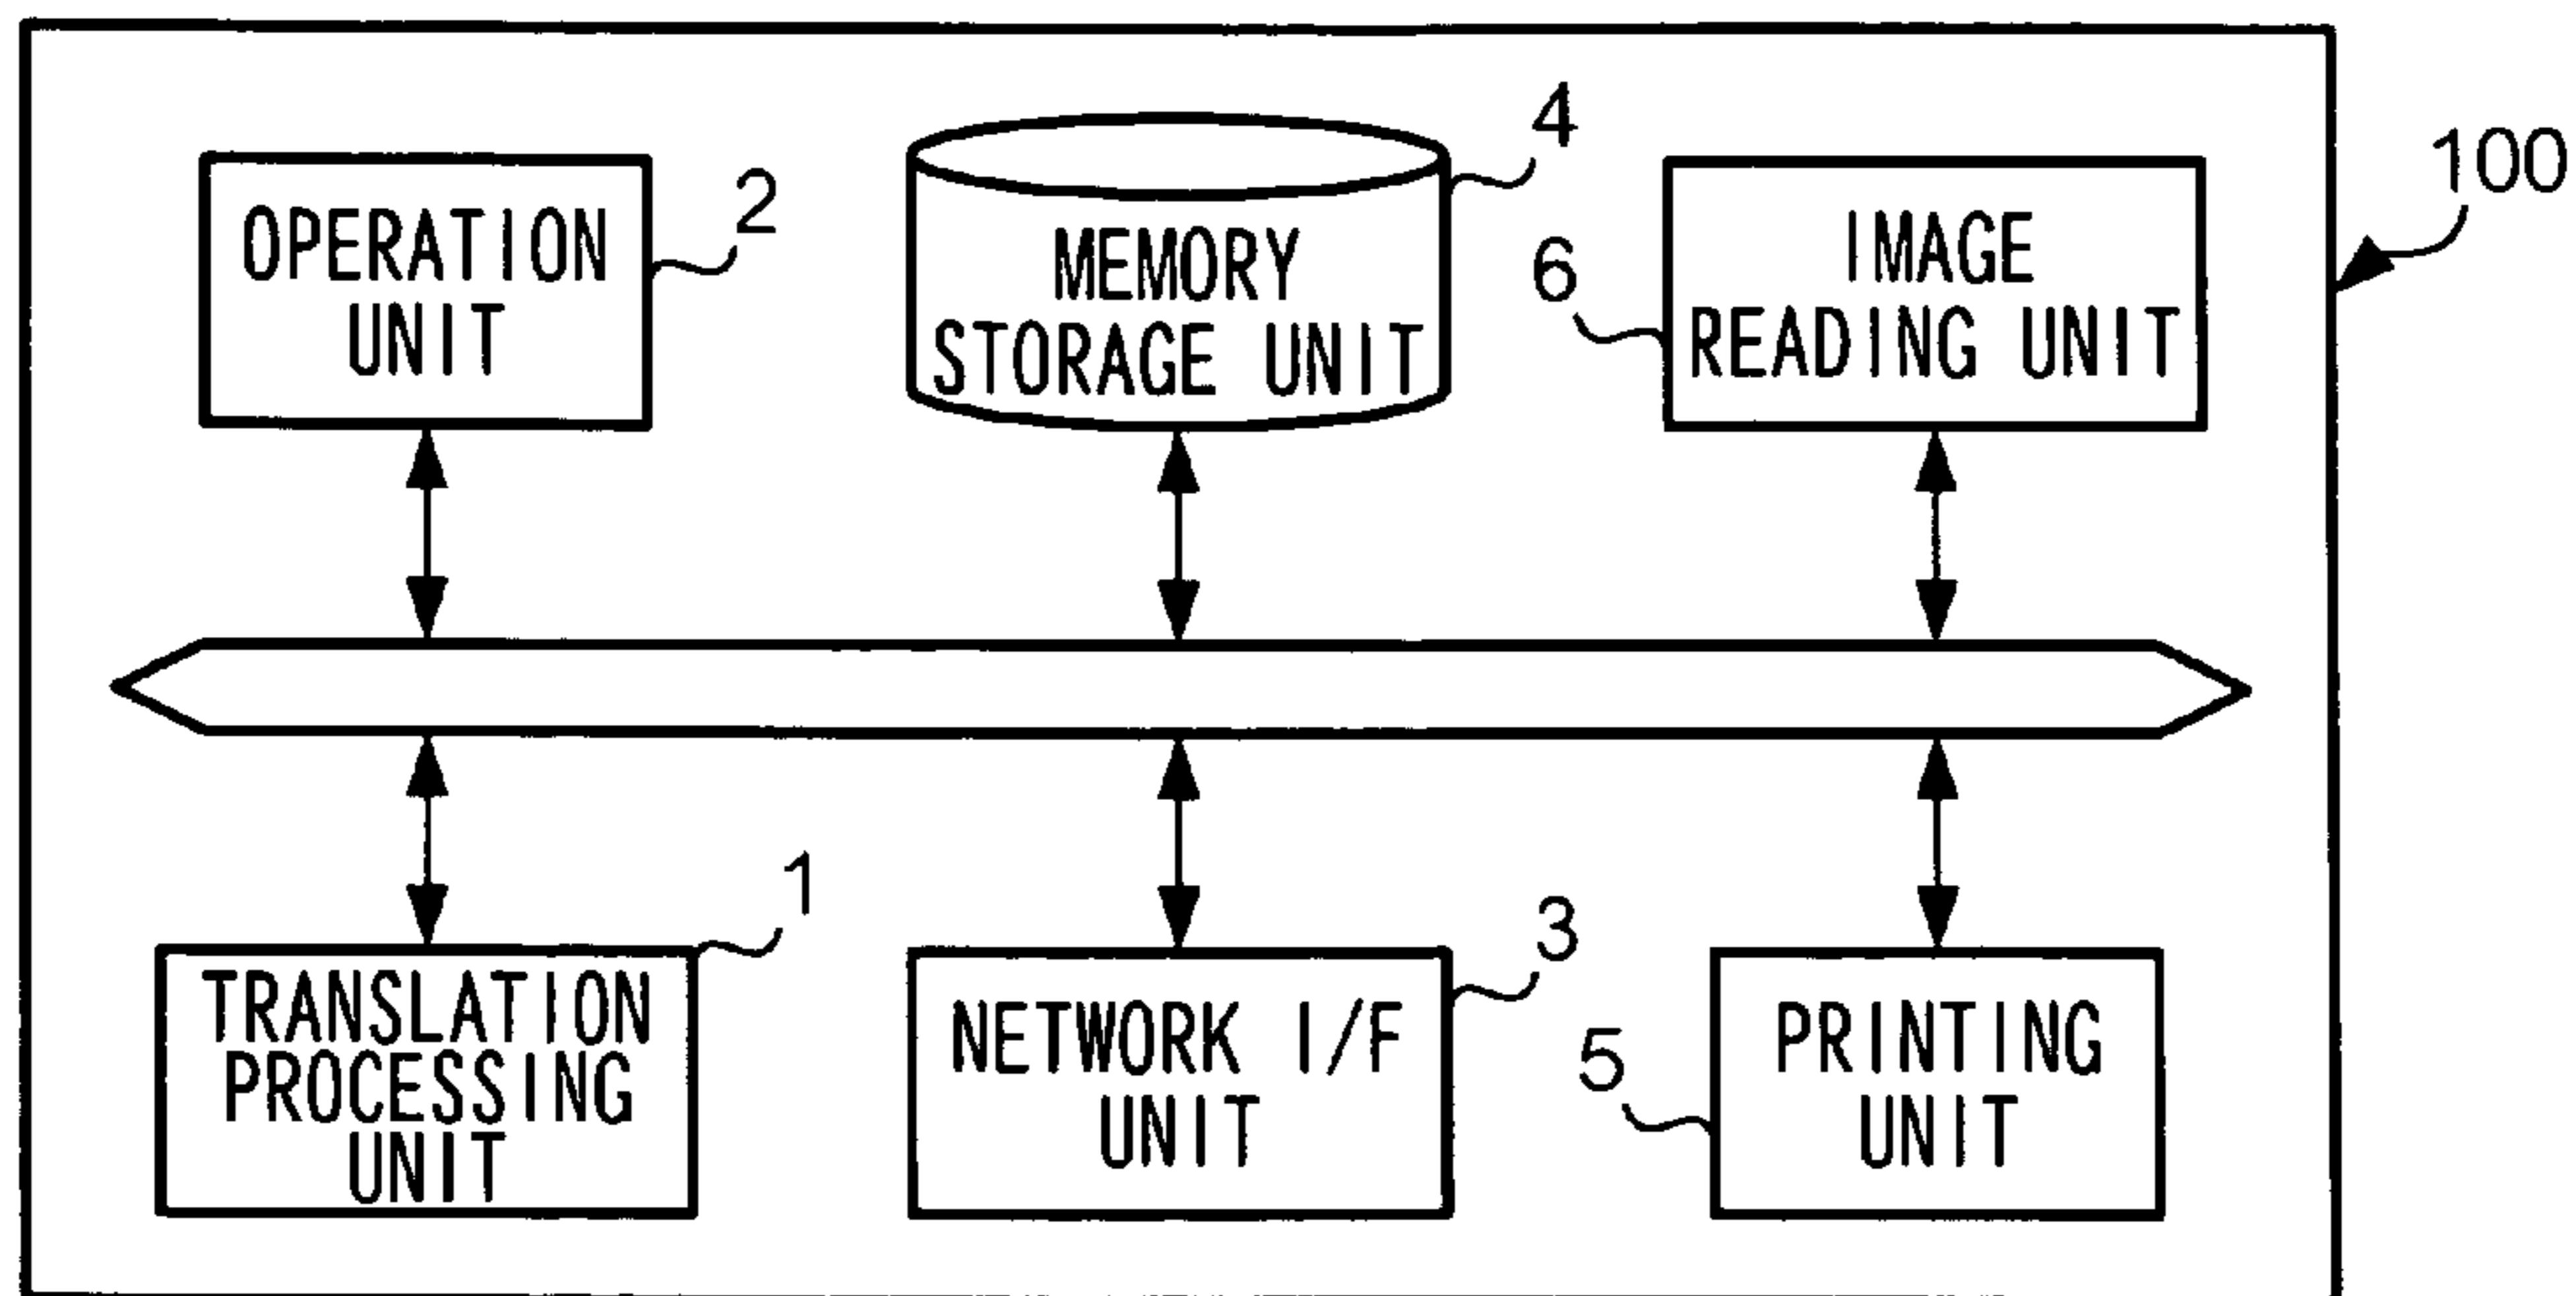 100
OPERATION
UNIT
2
MEMORY
STORAGE UNIT
4
IMAGE
READING UNIT
6
TRANSLATION
PROCESSING
UNIT
1
NETWORK I/F
UNIT
3
PRINTING
UNIT
5